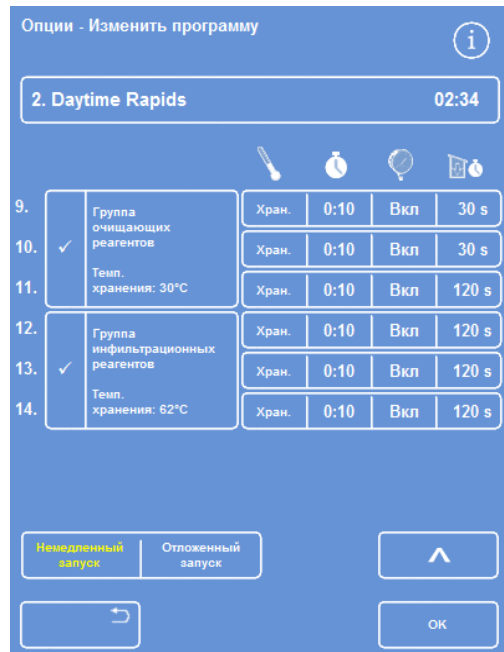 Опции - Изменить программу
i
2. Daytime Rapids 02:34
9. Хран. 0:10 Вкл 30 s
Группа
очищающих
10. ✓ реагентов Хран. 0:10 Вкл 30 s
Темп.
11. хранения: 30°C Хран. 0:10 Вкл 120 s
12. Хран. 0:10 Вкл 120 s
Группа
инфильтрационных
13. ✓ реагентов Хран. 0:10 Вкл 120 s
Темп.
14. хранения: 62°C Хран. 0:10 Вкл 120 s
Немедленный
запуск
Отложенный
запуск
ОК